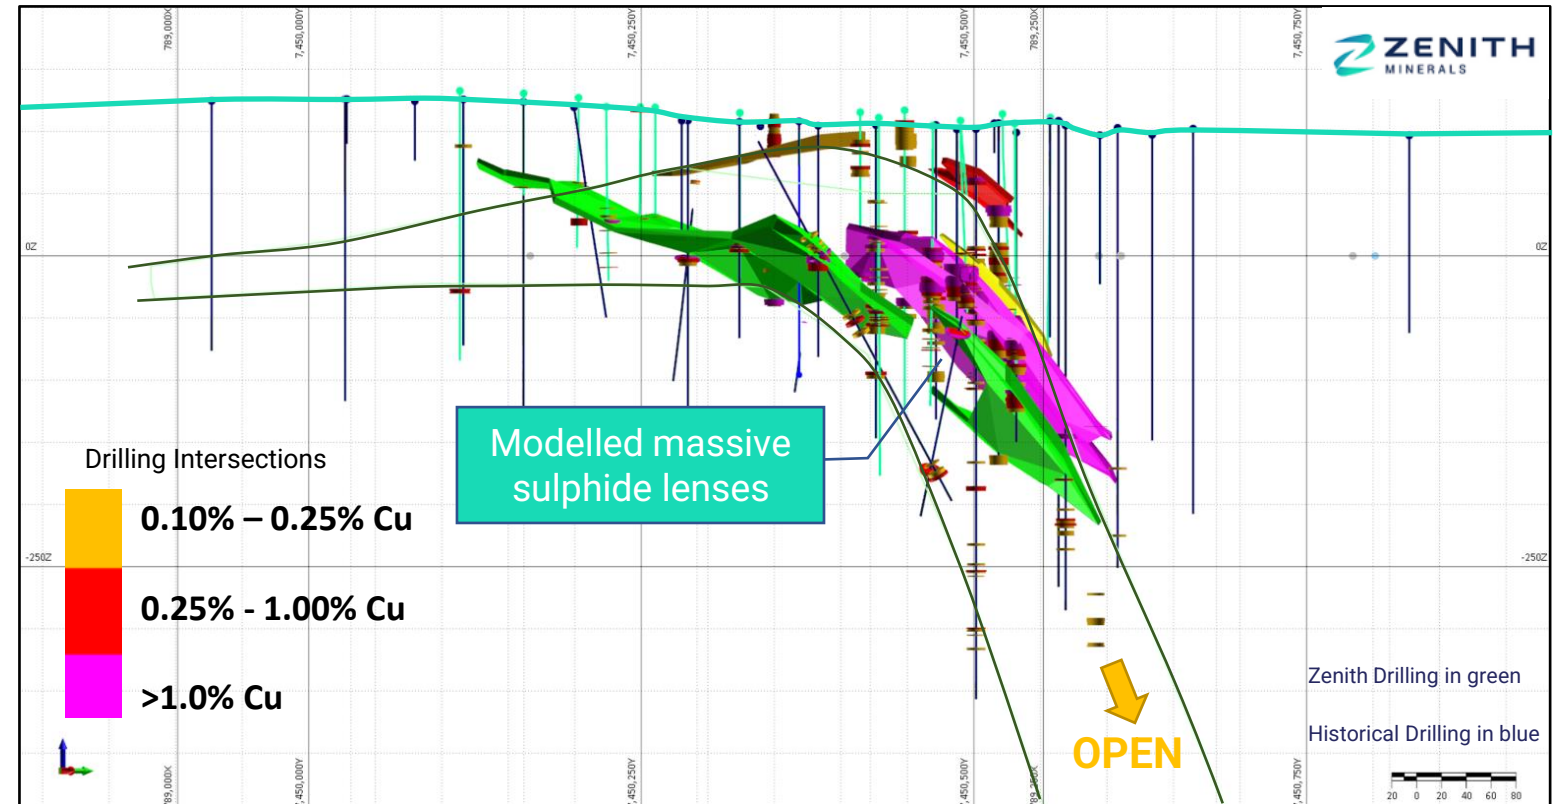 789,000X
7,450,000Y
7,450,250Y
7,450,500Y
789,250X
7,450,750Y
ZENITH
MINERALS
0Z
0Z
Modelled massive
sulphide lenses
Drilling Intersections
0.10% – 0.25% Cu
0.25% - 1.00% Cu
>1.0% Cu
-250Z
-250Z
Zenith Drilling in green
Historical Drilling in blue
OPEN
20 0 20 40 60 80